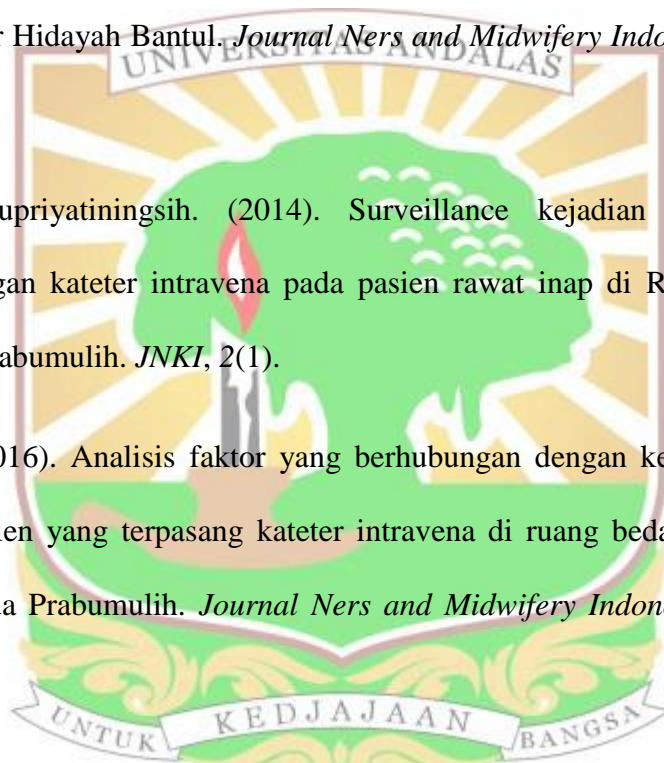 r Hidayah Bantul. Journal Ners and Midwifery Indo
UNIVERSITAS ANDALAS
upriyatiningsih. (2014). Surveillance kejadian
gan kateter intravena pada pasien rawat inap di R
abumulih. JNKI, 2(1).
016). Analisis faktor yang berhubungan dengan ke
ien yang terpasang kateter intravena di ruang beda
a Prabumulih. Journal Ners and Midwifery Indon
UNTUK KEDJAJAAN BANGSA